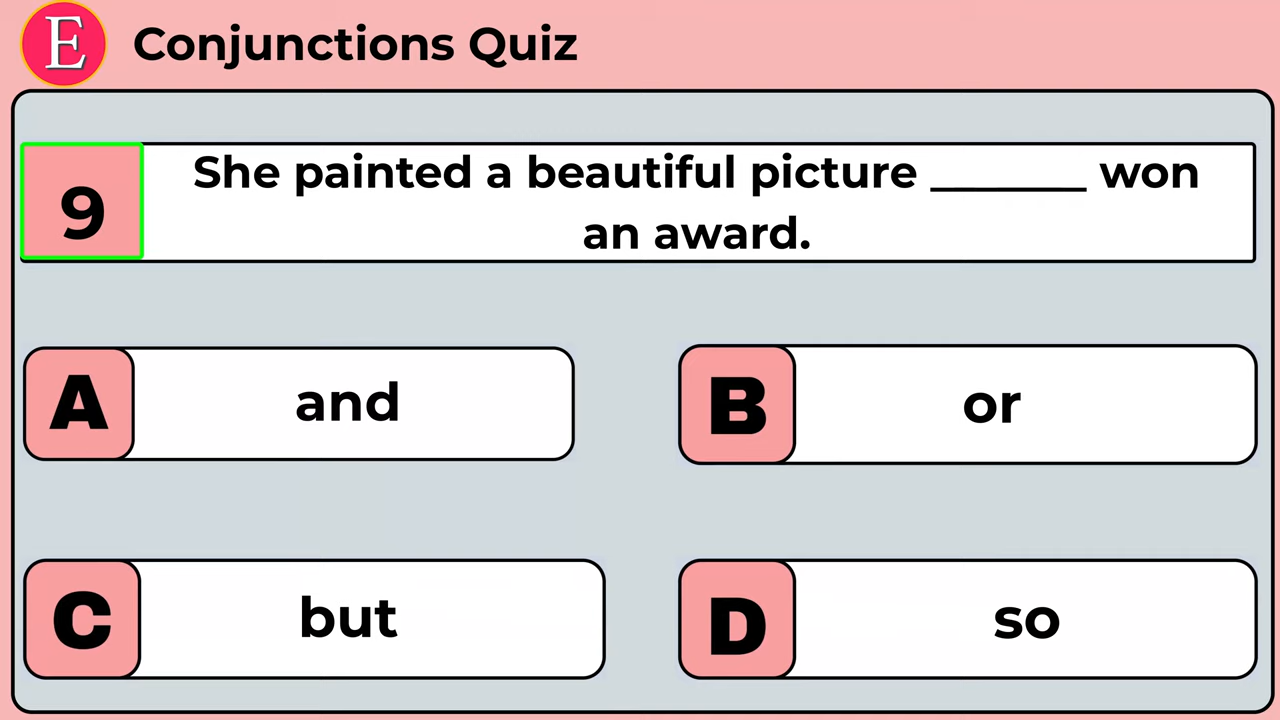 E Conjunctions Quiz
9 She painted a beautiful picture _______ won
an award.
A and
B or
C but
D so